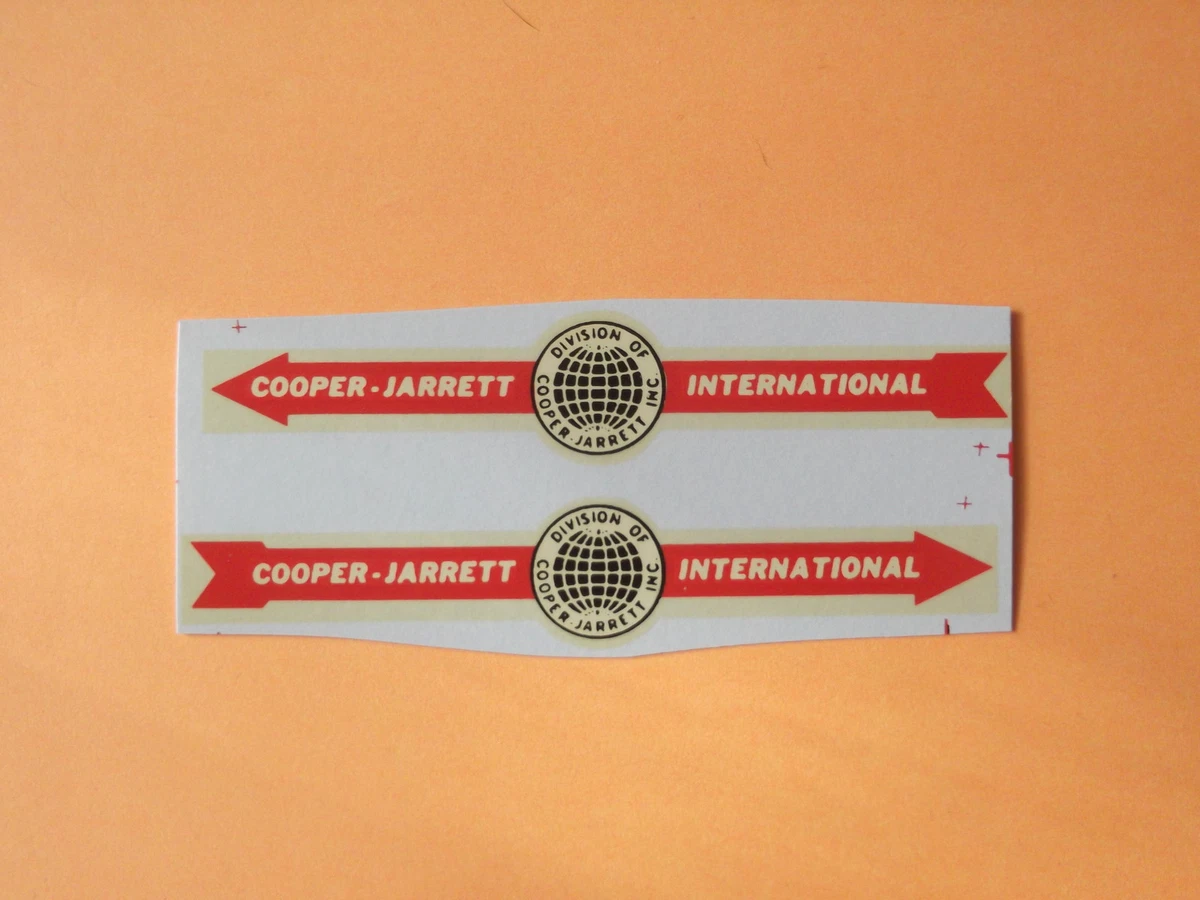 COOPER-JARRETT INTERNATIONAL
DIVISION OF
COOPER-JARRETT INC.
COOPER-JARRETT INTERNATIONAL
DIVISION OF
COOPER-JARRETT INC.